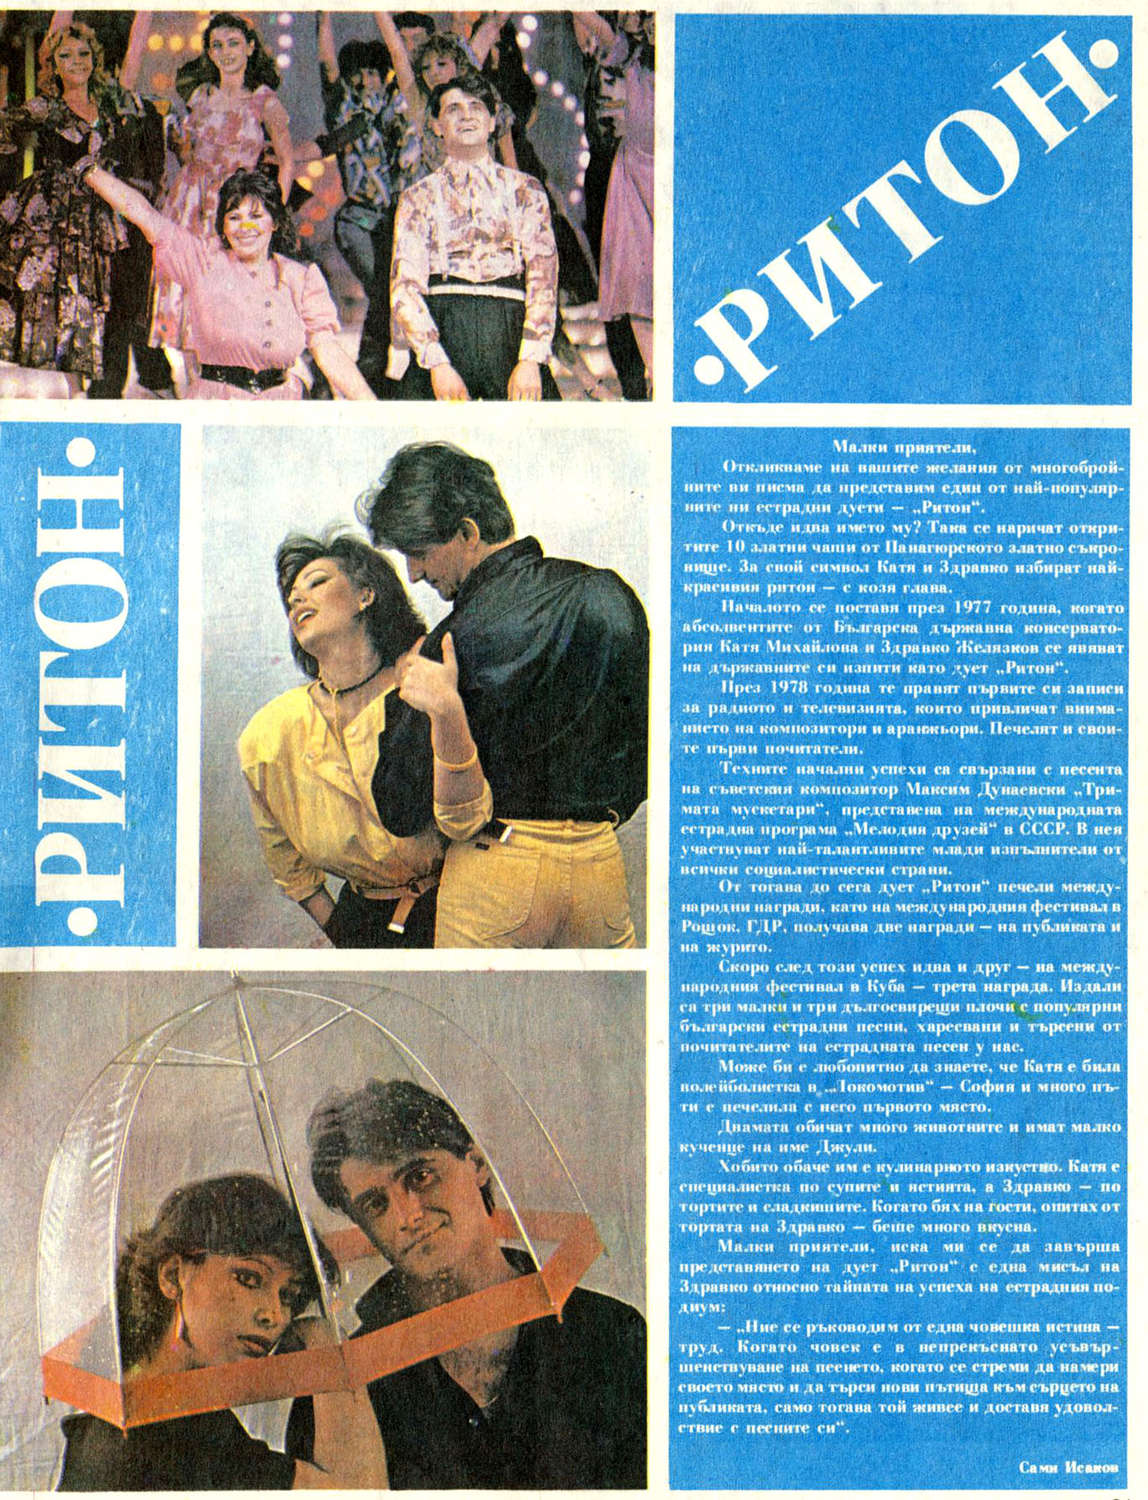 ·РИТОН·
·РИТОН·
Малки приятели,
Откликваме на вашите желания от многоброй-
ните ви писма да представим един от най-популяр-
ните ни естрадни дуети — „Ритон“.
Откъде идва името му? Така се наричат откри-
тите 10 златни чаши от Панагюрското златно съкро-
вище. За свой символ Катя и Здравко избират най-
красивия ритон — с козя глава.
Началото се поставя през 1977 година, когато
абсолвентите от Българска държавна консервато-
рия Катя Михайлова и Здравко Желязков се явяват
на държавните си изпити като дует „Ритон“.
През 1978 година те правят първите си записи
за радиото и телевизията, които привличат внима-
нието на композитори и аранжьори. Печелят и свои-
те първи почитатели.
Техните начални успехи са свързани с песента
на съветския композитор Максим Дунаевски „Три-
мата мускетари“, представена на международната
естрадна програма „Мелодия друзей“ в СССР. В нея
участвуват най-талантливите млади изпълнители от
всички социалистически страни.
От тогава до сега дует „Ритон“ печели между-
народни награди, като на международния фестивал в
Рощок, ГДР, получава две награди — на публиката и
на журито.
Скоро след този успех идва и друг — на между-
народния фестивал в Куба — трета награда. Издали
са три малки и три дългосвирещи плочи с популярни
български естрадни песни, харесвани и търсени от
почитателите на естрадната песен у нас.
Може би е любопитно да знаете, че Катя е била
волейболистка в „Локомотив“ — София и много пъ-
ти е печелила с него първото място.
Двамата обичат много животните и имат малко
кученце на име Джули.
Хобито обаче им е кулинарното изкуство. Катя е
специалистка по супите и ястията, а Здравко — по
тортите и сладкишите. Когато бях на гости, опитах от
тортата на Здравко — беше много вкусна.
Малки приятели, иска ми се да завърша
представянето на дует „Ритон“ с една мисъл на
Здравко относно тайната на успеха на естрадния по-
диум:
— „Ние се ръководим от една човешка истина —
труд. Когато човек е в непрекъснато усъвър-
шенствуване на пеенето, когато се стреми да намери
своето място и да търси нови пътища към сърцето на
публиката, само тогава той живее и доставя удовол-
ствие с песните си“.
Сами Исаков